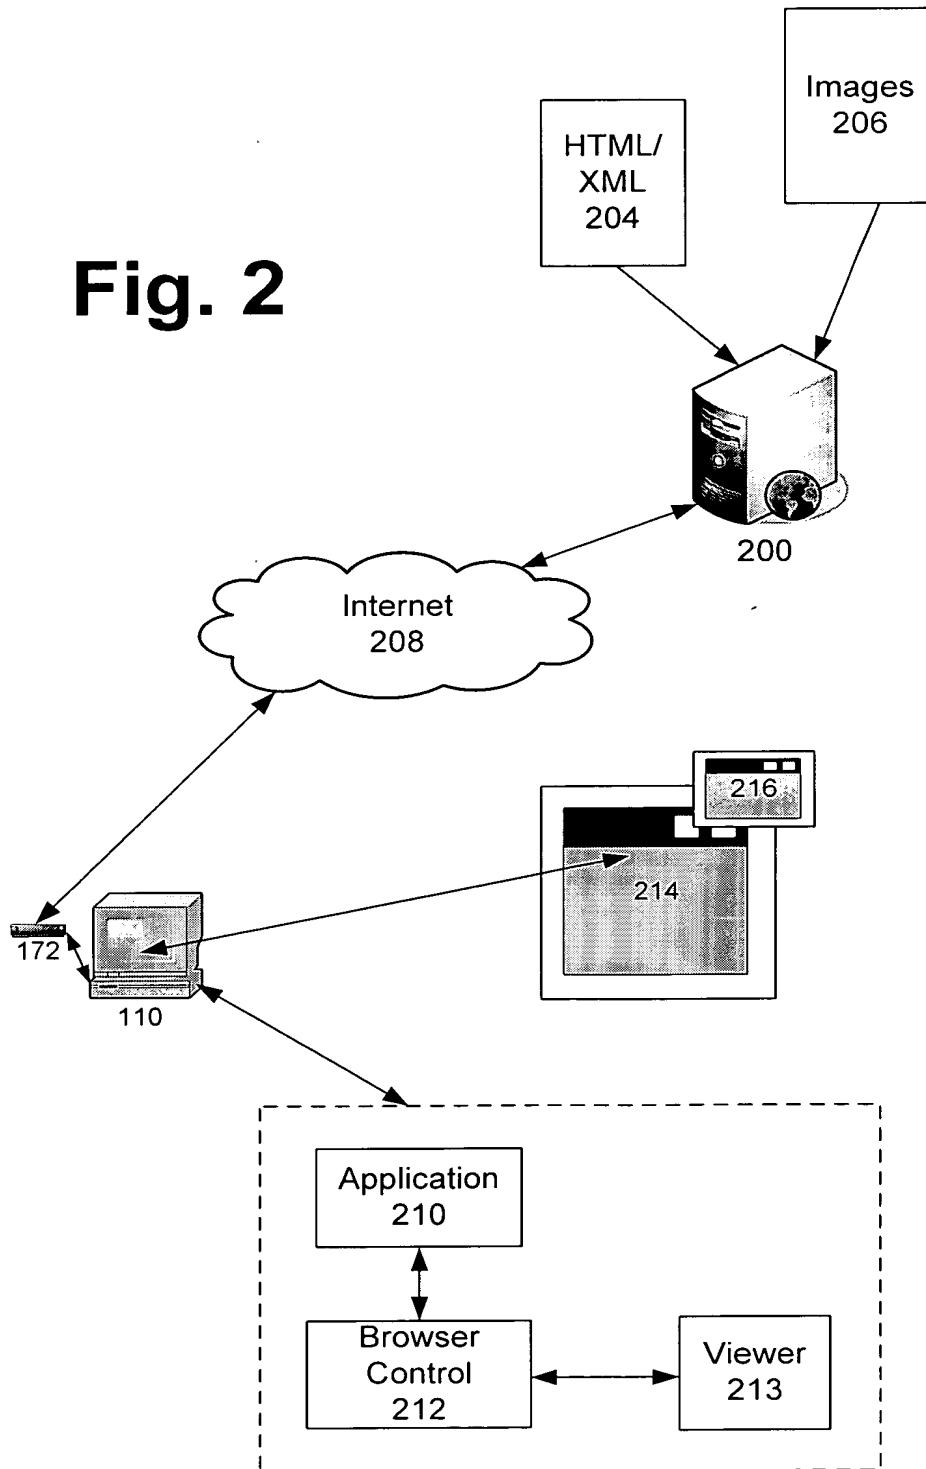 Images
206
HTML/
XML
204
Fig. 2
200
Internet
208
216
214
172
110
Application
210
Browser
Control
212
Viewer
213